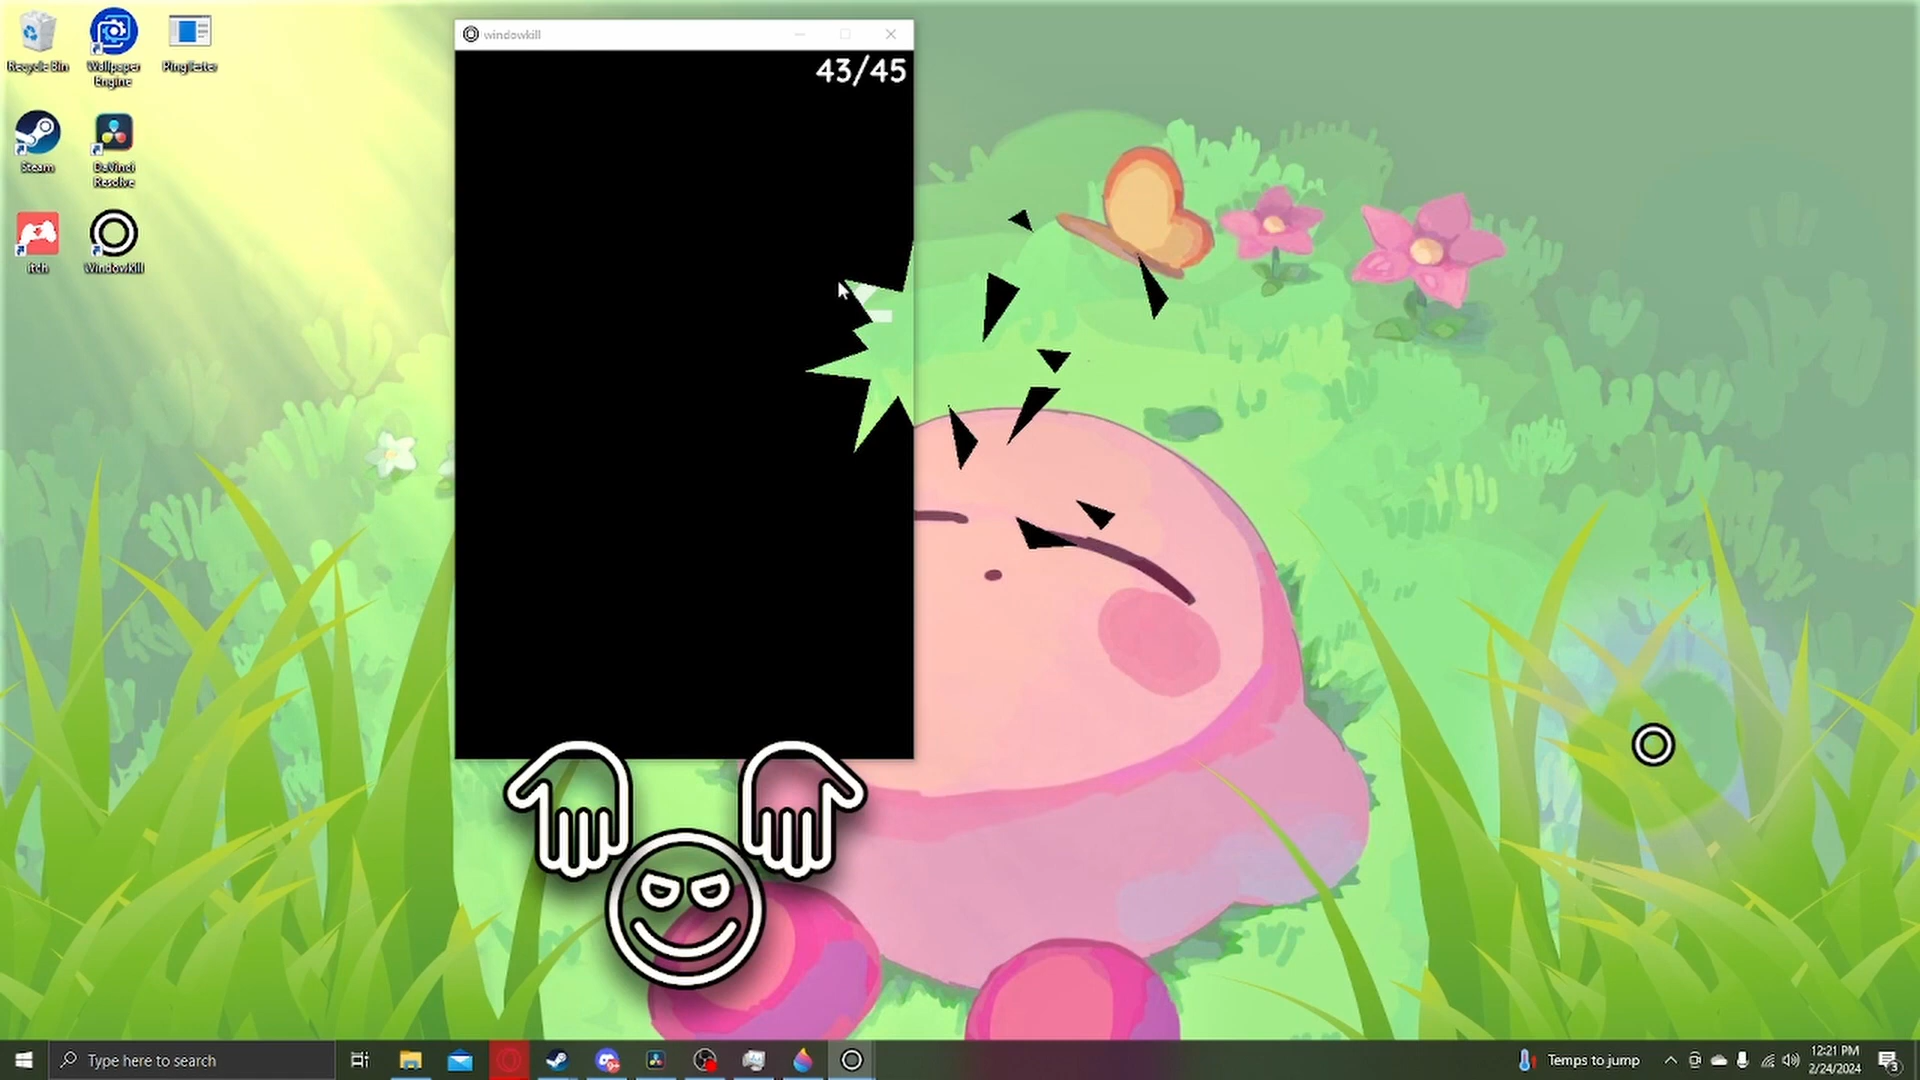 Recycle Bin
Wallpaper
Engine
PingTester
Steam
DaVinci
Resolve
itch
Windowkill
windowkill
43/45
Type here to search
Temps to jump
12:21 PM
2/24/2024
3